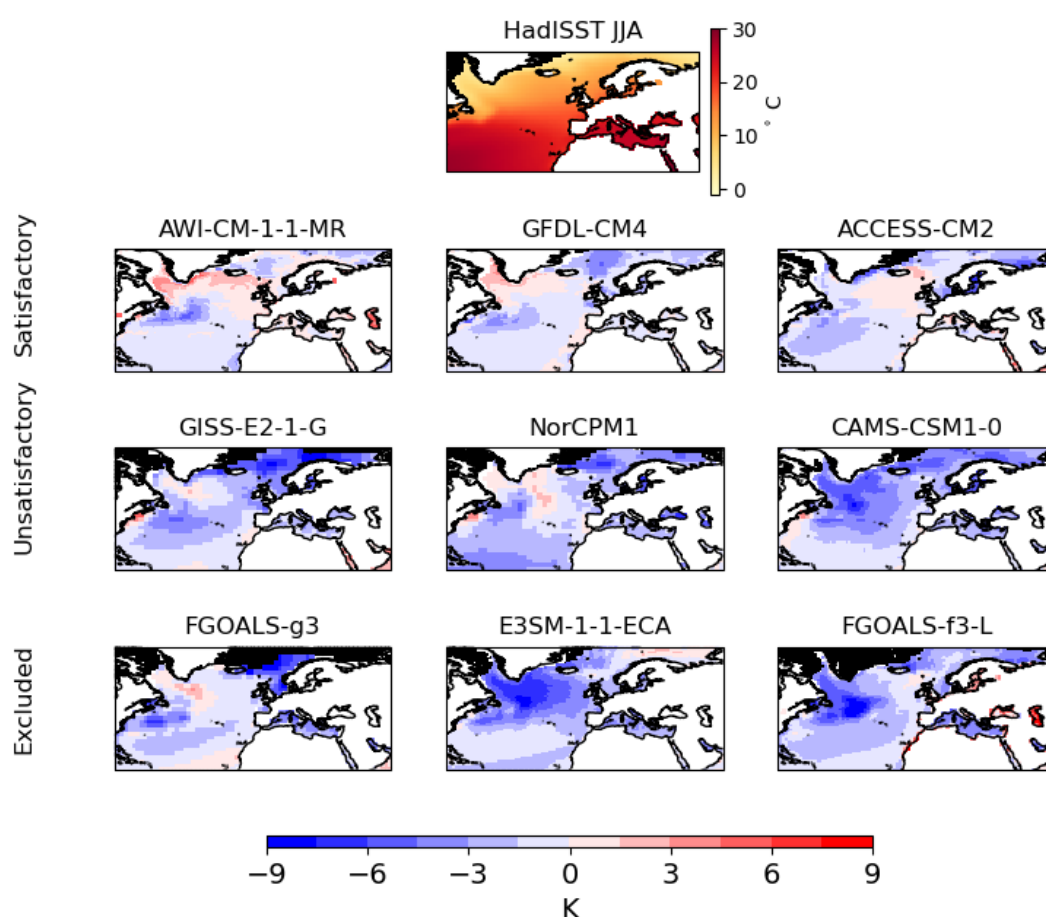 HadISST JJA
30
20
10
0
°C
Satisfactory
AWI-CM-1-1-MR
GFDL-CM4
ACCESS-CM2
Unsatisfactory
GISS-E2-1-G
NorCPM1
CAMS-CSM1-0
Excluded
FGOALS-g3
E3SM-1-1-ECA
FGOALS-f3-L
−9 −6 −3 0 3 6 9
K